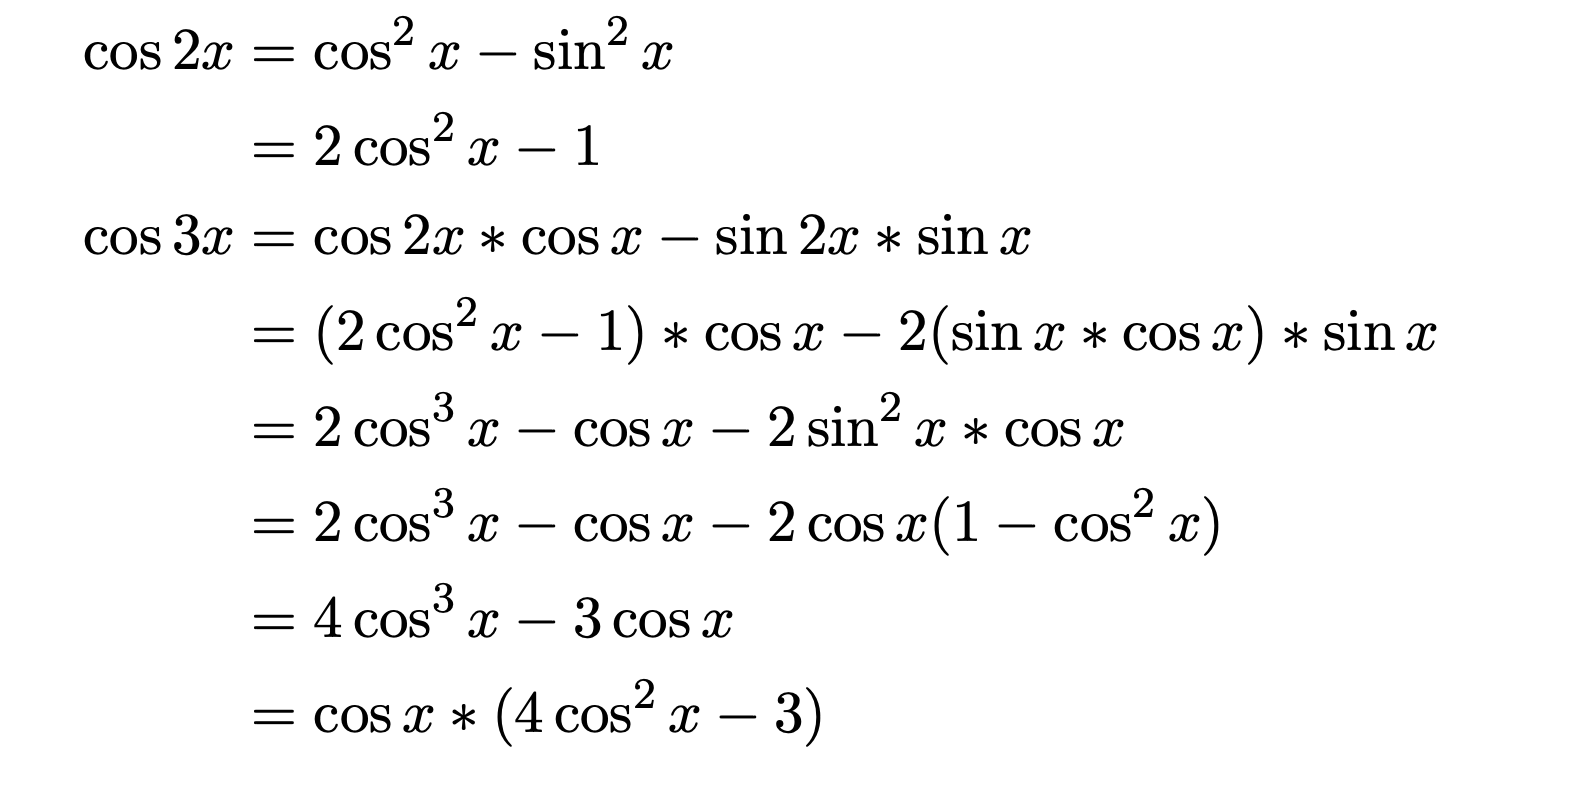 cos 2x = cos² x − sin² x
= 2 cos² x − 1
cos 3x = cos 2x ∗ cos x − sin 2x ∗ sin x
= (2 cos² x − 1) ∗ cos x − 2(sin x ∗ cos x) ∗ sin x
= 2 cos³ x − cos x − 2 sin² x ∗ cos x
= 2 cos³ x − cos x − 2 cos x(1 − cos² x)
= 4 cos³ x − 3 cos x
= cos x ∗ (4 cos² x − 3)